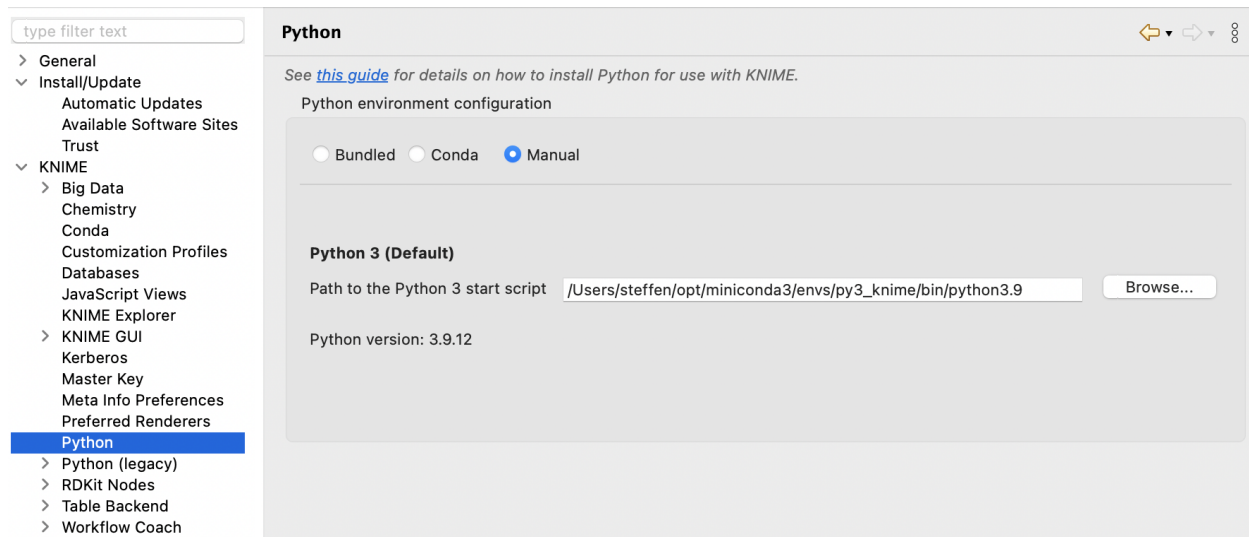 type filter text
General
Install/Update
Automatic Updates
Available Software Sites
Trust
KNIME
Big Data
Chemistry
Conda
Customization Profiles
Databases
JavaScript Views
KNIME Explorer
KNIME GUI
Kerberos
Master Key
Meta Info Preferences
Preferred Renderers
Python
Python (legacy)
RDKit Nodes
Table Backend
Workflow Coach
Python
See this guide for details on how to install Python for use with KNIME.
Python environment configuration
Bundled Conda Manual
Python 3 (Default)
Path to the Python 3 start script /Users/steffen/opt/miniconda3/envs/py3_knime/bin/python3.9 Browse...
Python version: 3.9.12